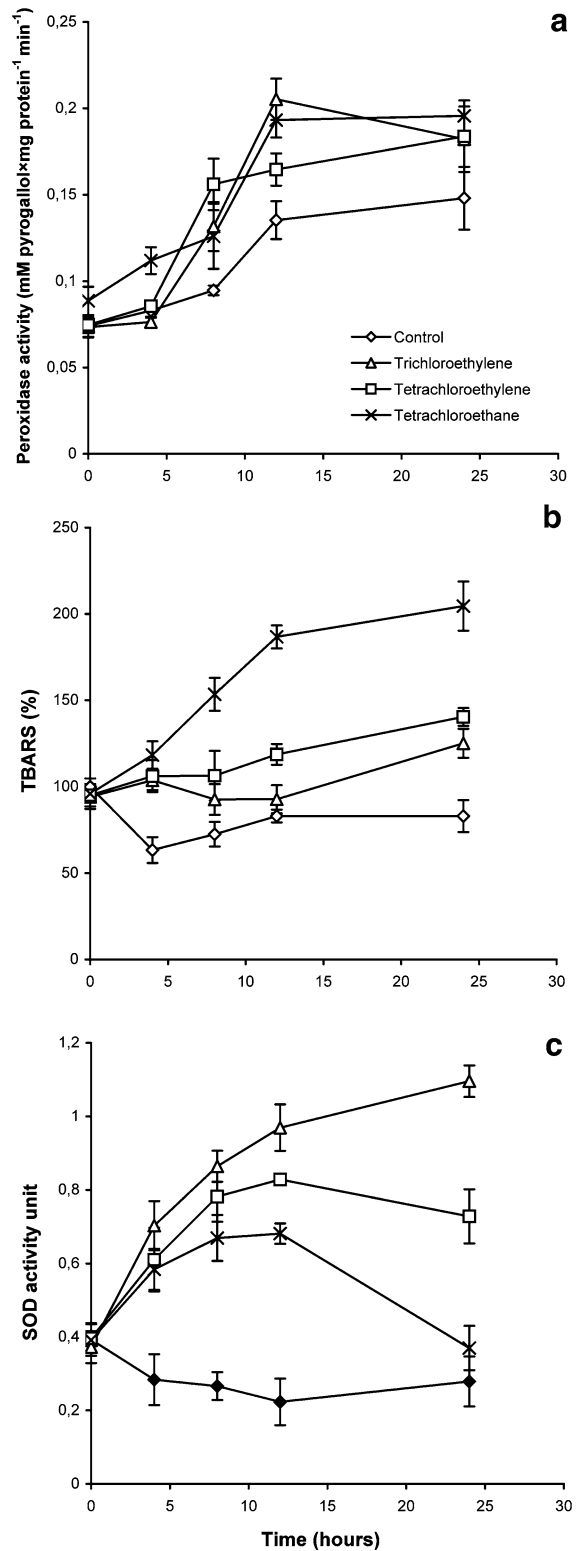 a
Peroxidase activity (mM pyrogallol×mg protein⁻¹ min⁻¹)
0,25
0,2
0,15
0,1
0,05
0
0 5 10 15 20 25 30
Control
Trichloroethylene
Tetrachloroethylene
Tetrachloroethane
b
TBARS (%)
250
200
150
100
50
0
0 5 10 15 20 25 30
c
SOD activity unit
1,2
1
0,8
0,6
0,4
0,2
0
0 5 10 15 20 25 30
Time (hours)